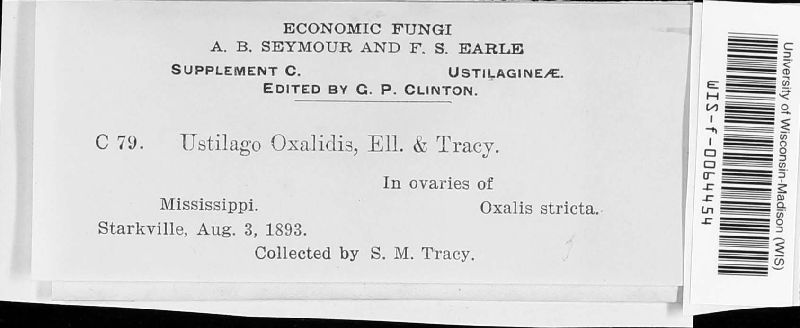 ECONOMIC FUNGI
A. B. SEYMOUR AND F. S. EARLE
SUPPLEMENT C. USTILAGINEÆ.
EDITED BY G. P. CLINTON.
C 79. Ustilago Oxalidis, Ell. & Tracy.
In ovaries of
Mississippi. Oxalis stricta.
Starkville, Aug. 3, 1893.
Collected by S. M. Tracy.
University of Wisconsin-Madison (WIS)
WIS-f-0064454